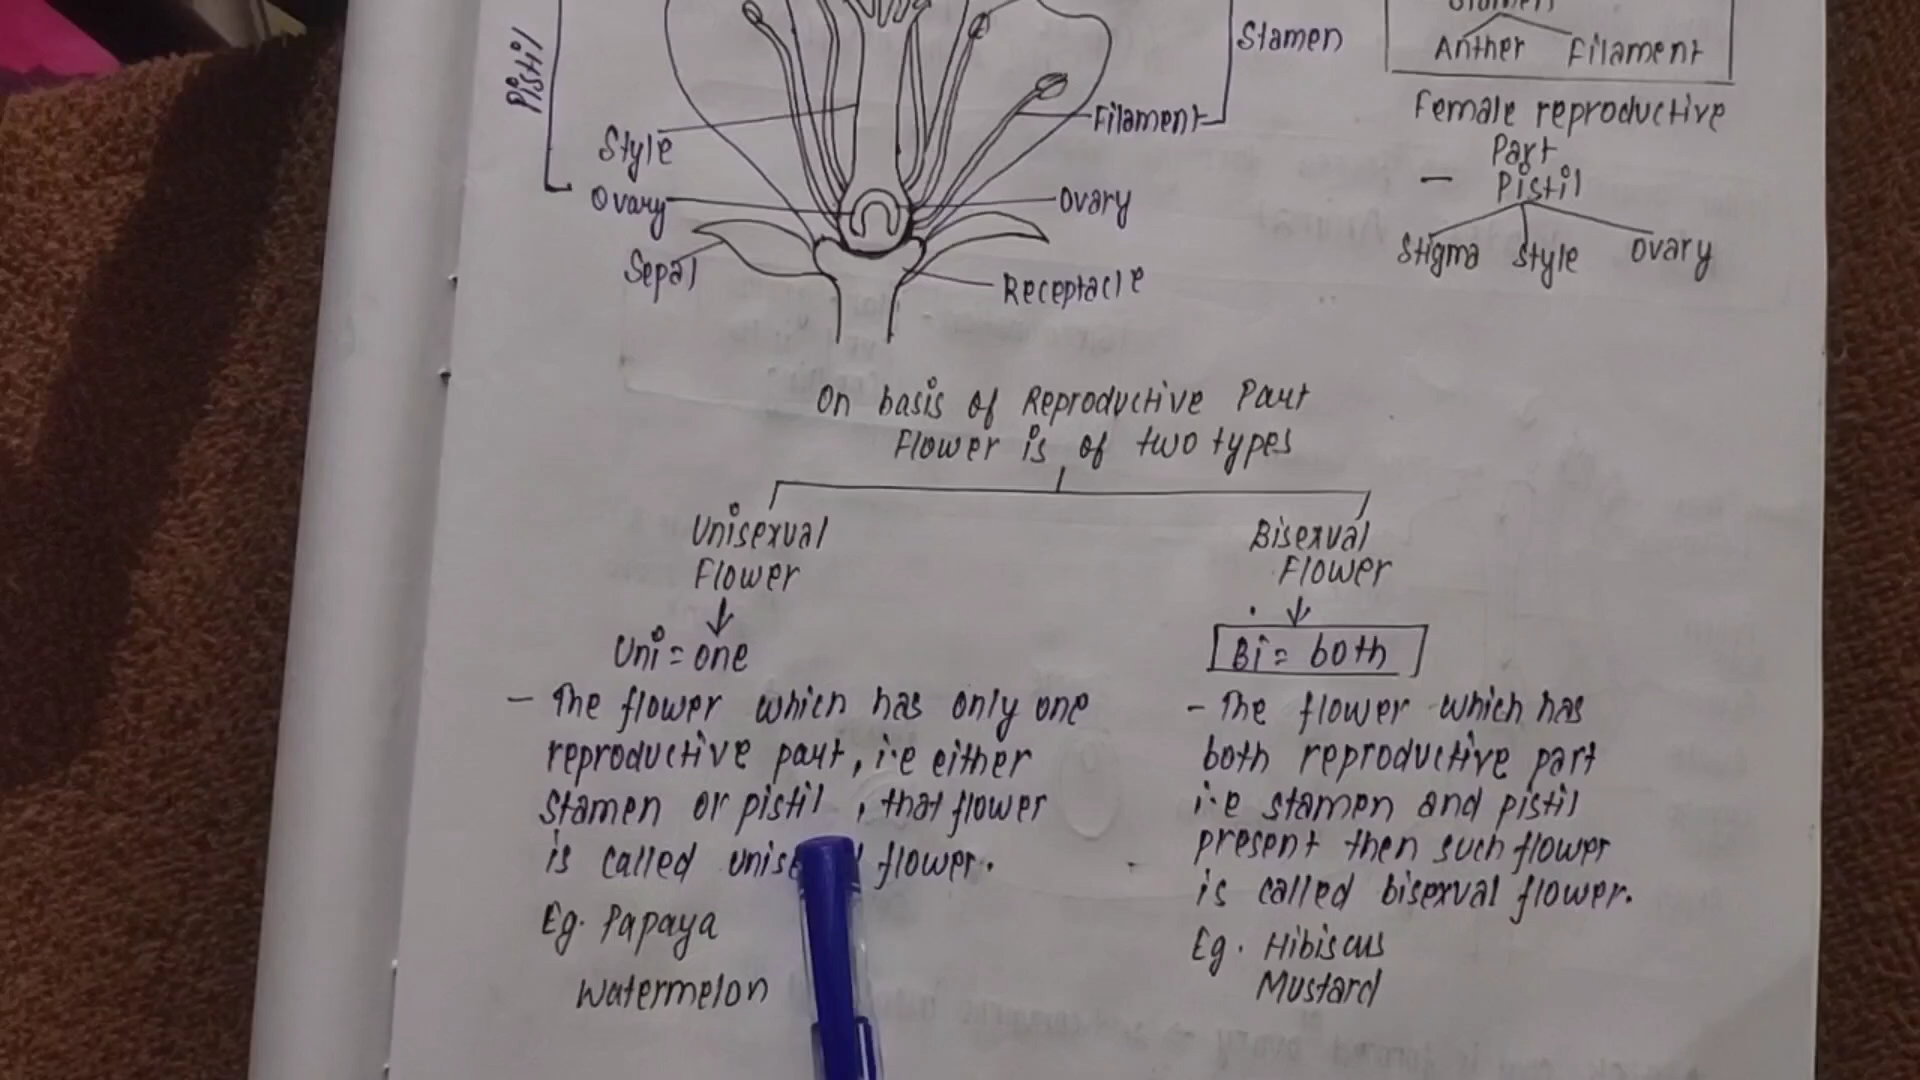 Pistil
Stamen
Anther Filament
Filament
Style
Ovary
Ovary
Sepal
Receptacle
Female reproductive
Part
– Pistil
Stigma Style Ovary
On basis of Reproductive Part
Flower is of two types
Unisexual
Flower
Uni = one
– The flower which has only one
reproductive part, i.e either
stamen or pistil, that flower
is called flower.
Eg. Papaya
Watermelon
Bisexual
Flower
Bi = both
– The flower which has
both reproductive part
i.e stamen and pistil
present then such flower
is called bisexual flower.
Eg. Hibiscus
Mustard